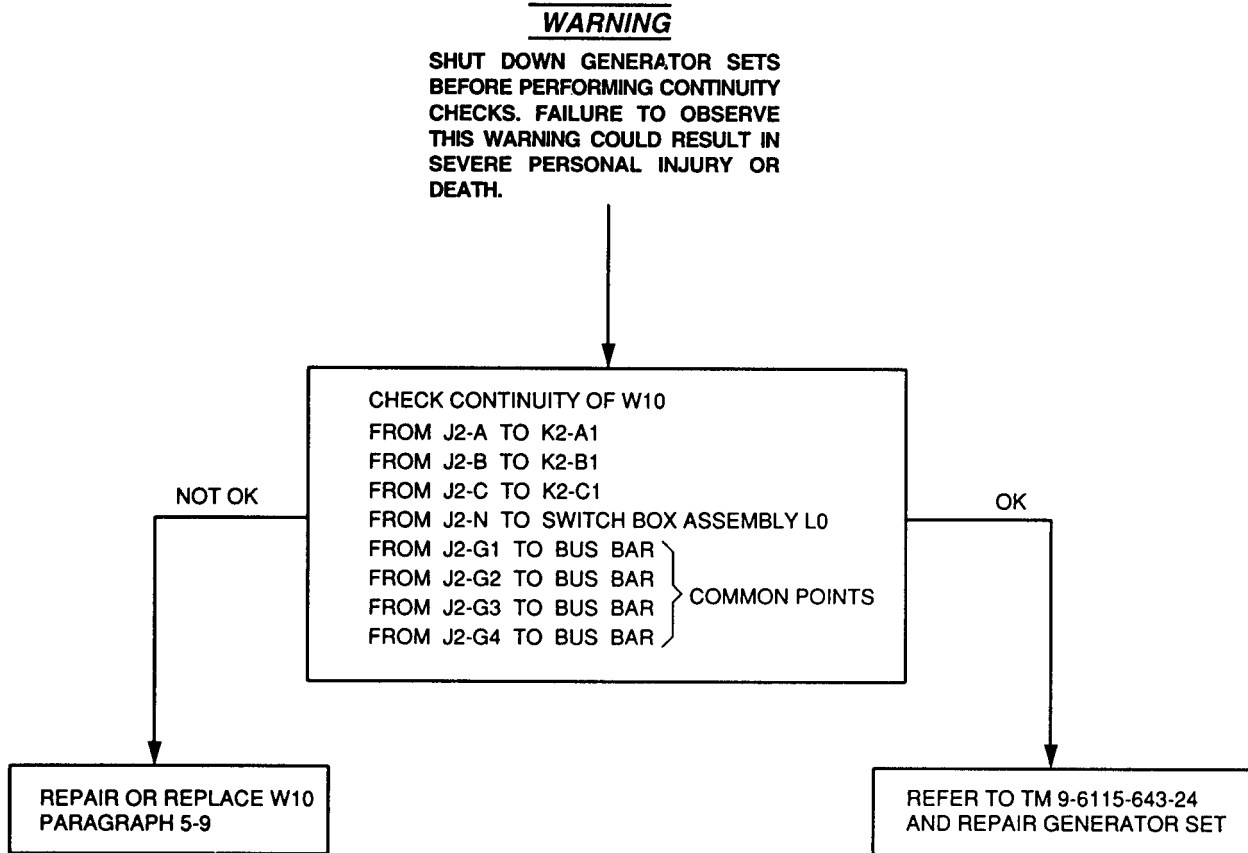 WARNING
SHUT DOWN GENERATOR SETS
BEFORE PERFORMING CONTINUITY
CHECKS. FAILURE TO OBSERVE
THIS WARNING COULD RESULT IN
SEVERE PERSONAL INJURY OR
DEATH.
CHECK CONTINUITY OF W10
FROM J2-A TO K2-A1
FROM J2-B TO K2-B1
FROM J2-C TO K2-C1
FROM J2-N TO SWITCH BOX ASSEMBLY L0
FROM J2-G1 TO BUS BAR
FROM J2-G2 TO BUS BAR
FROM J2-G3 TO BUS BAR
FROM J2-G4 TO BUS BAR
COMMON POINTS
NOT OK
OK
REPAIR OR REPLACE W10
PARAGRAPH 5-9
REFER TO TM 9-6115-643-24
AND REPAIR GENERATOR SET